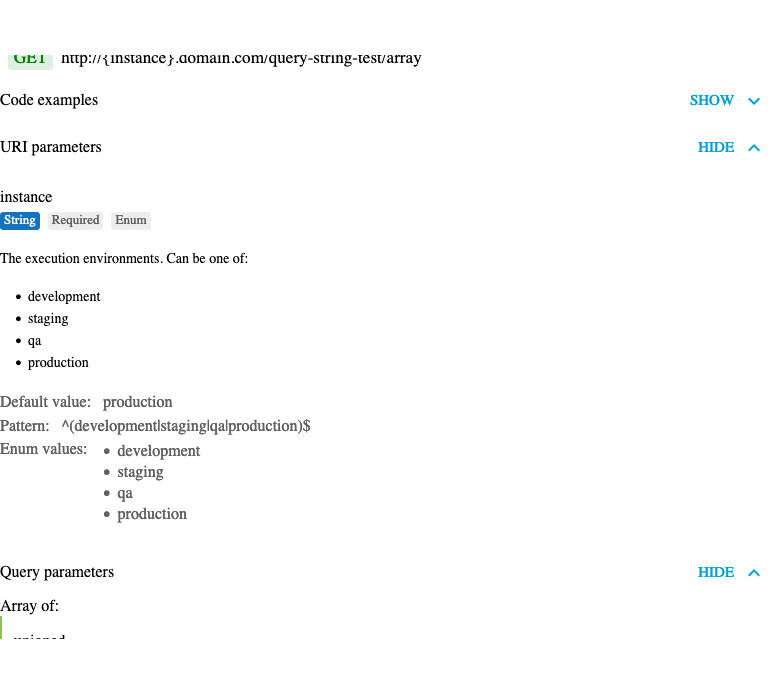 GET http://{instance}.domain.com/query-string-test/array
Code examples SHOW
URI parameters HIDE
instance
String Required Enum
The execution environments. Can be one of:
• development
• staging
• qa
• production
Default value: production
Pattern: ^(development|staging|qa|production)$
Enum values: • development
• staging
• qa
• production
Query parameters HIDE
Array of:
unioned